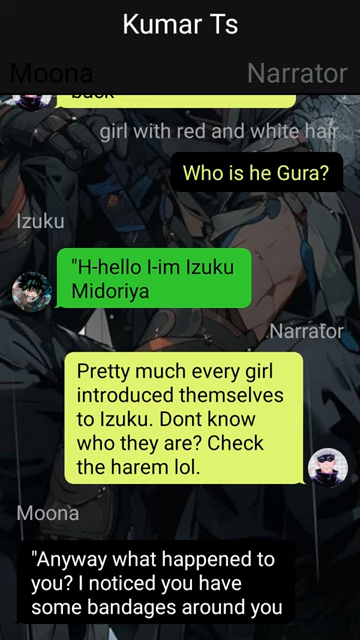 Kumar Ts
Moona
Narrator
back
girl with red and white hair
Who is he Gura?
Izuku
"H-hello I-im Izuku
Midoriya
Narrator
Pretty much every girl
introduced themselves
to Izuku. Dont know
who they are? Check
the harem lol.
Moona
"Anyway what happened to
you? I noticed you have
some bandages around you